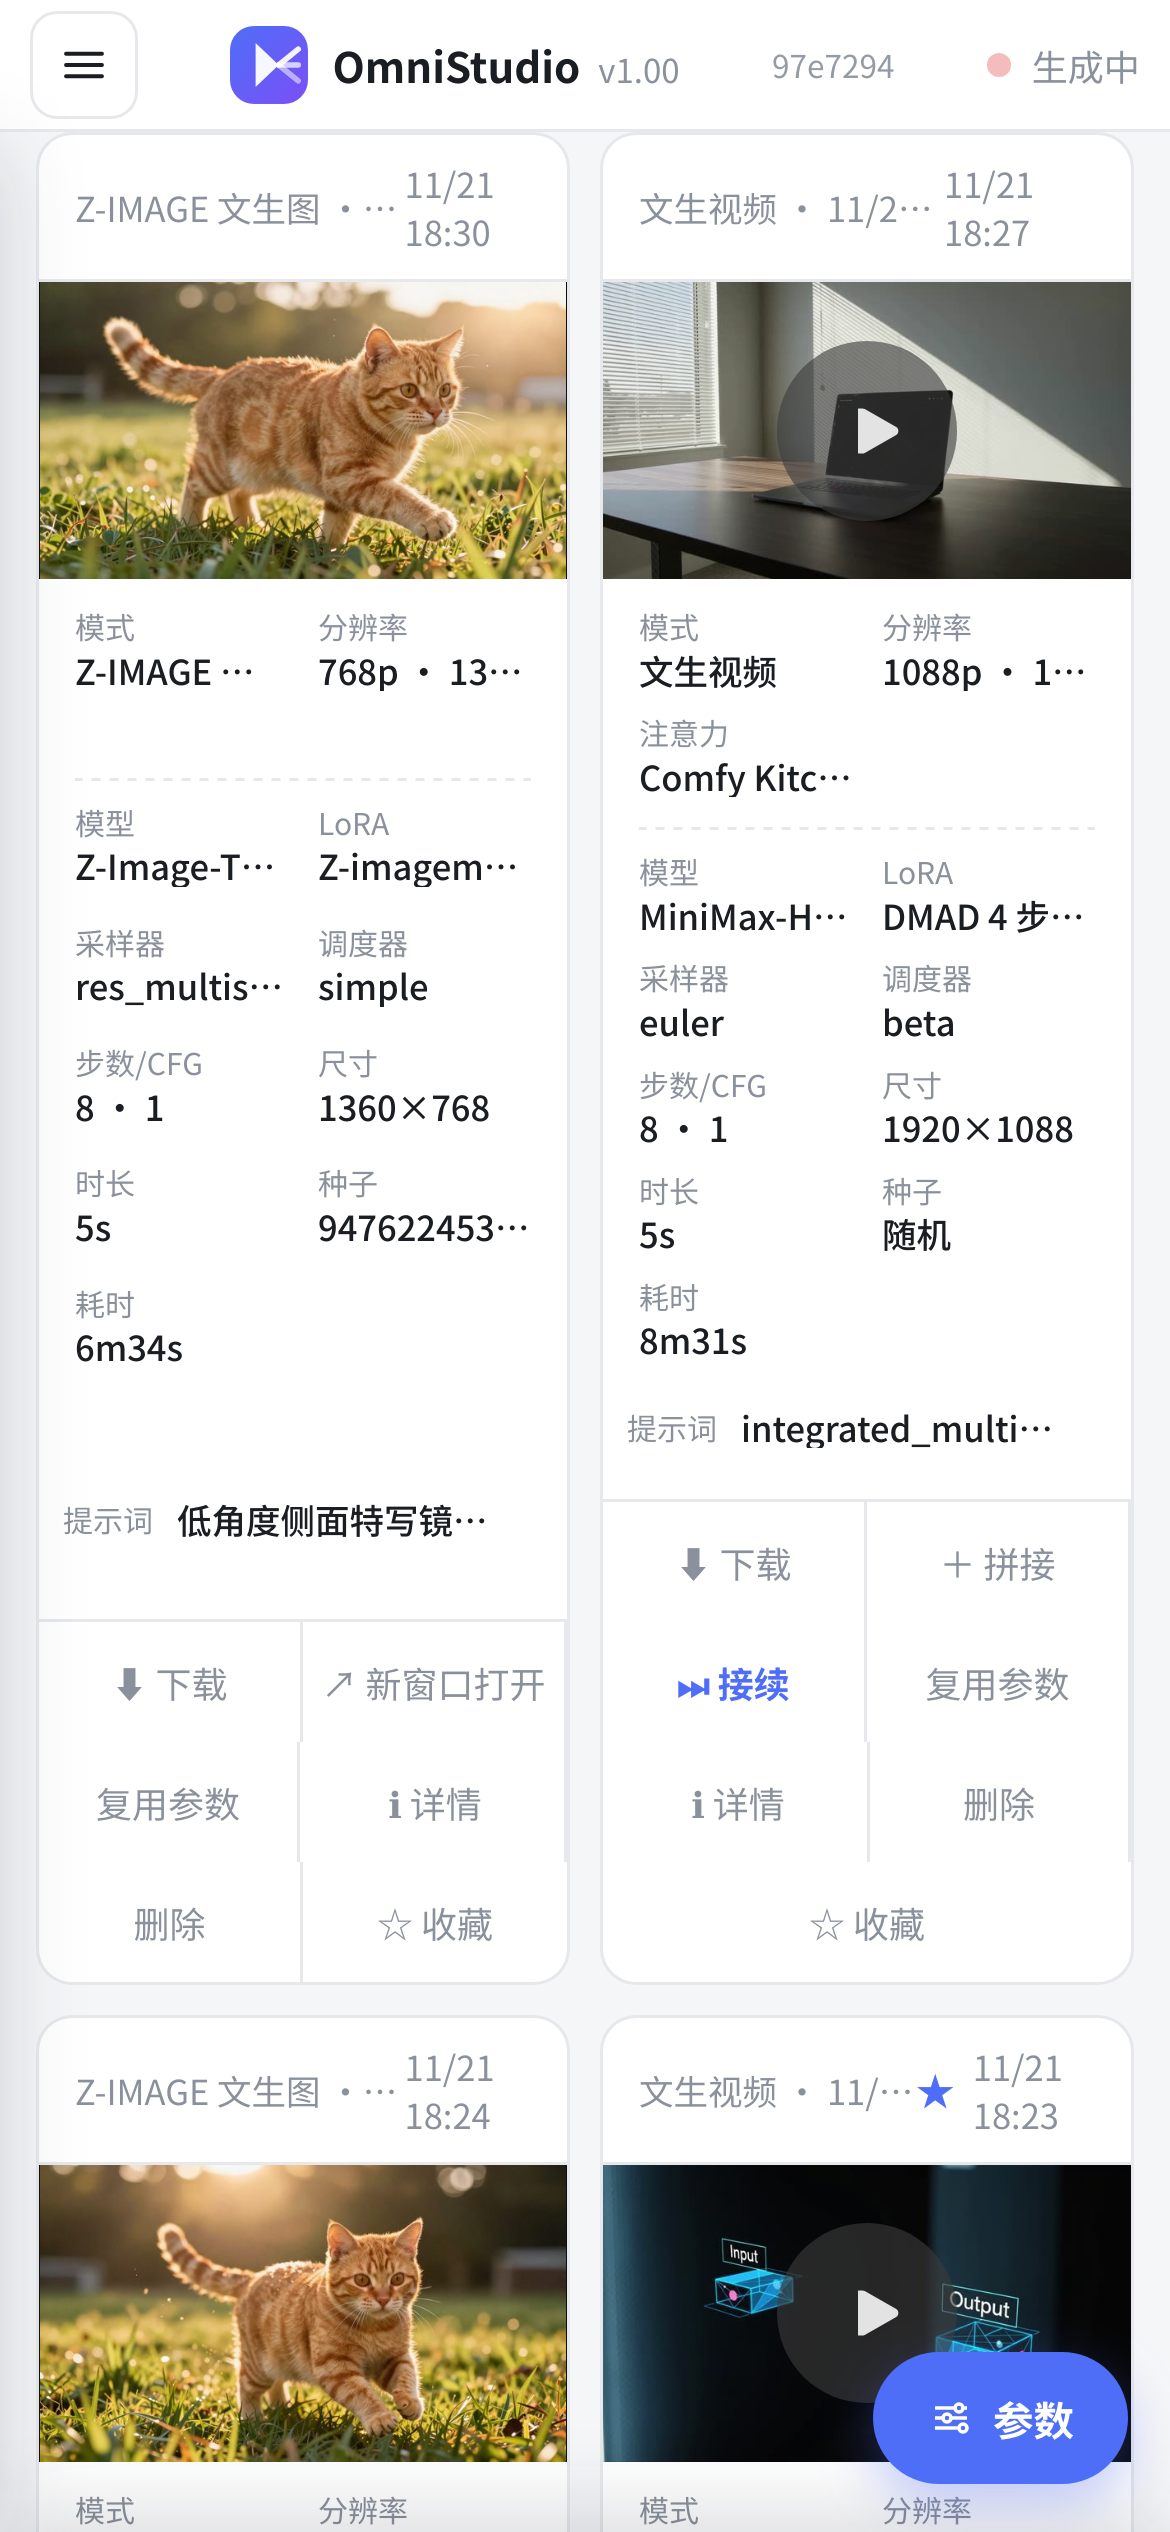 OmniStudio v1.00 97e7294 生成中
Z-IMAGE 文生图 · ··· 11/21 18:30
模式 分辨率
Z-IMAGE ··· 768p · 13···
模型 LoRA
Z-Image-T··· Z-imagem···
采样器 调度器
res_multis··· simple
步数/CFG 尺寸
8 · 1 1360×768
时长 种子
5s 947622453···
耗时
6m34s
提示词 低角度侧面特写镜···
⬇ 下载 ↗ 新窗口打开
复用参数 ℹ 详情
删除 ☆ 收藏
文生视频 · 11/2··· 11/21 18:27
模式 分辨率
文生视频 1088p · 1···
注意力
Comfy Kitc···
模型 LoRA
MiniMax-H··· DMAD 4 步···
采样器 调度器
euler beta
步数/CFG 尺寸
8 · 1 1920×1088
时长 种子
5s 随机
耗时
8m31s
提示词 integrated_multi···
⬇ 下载 ＋ 拼接
⏭ 接续 复用参数
ℹ 详情 删除
☆ 收藏
Z-IMAGE 文生图 · ··· 11/21 18:24
模式 分辨率
文生视频 · 11/··· ★ 11/21 18:23
Input
Output
模式 分辨率
参数